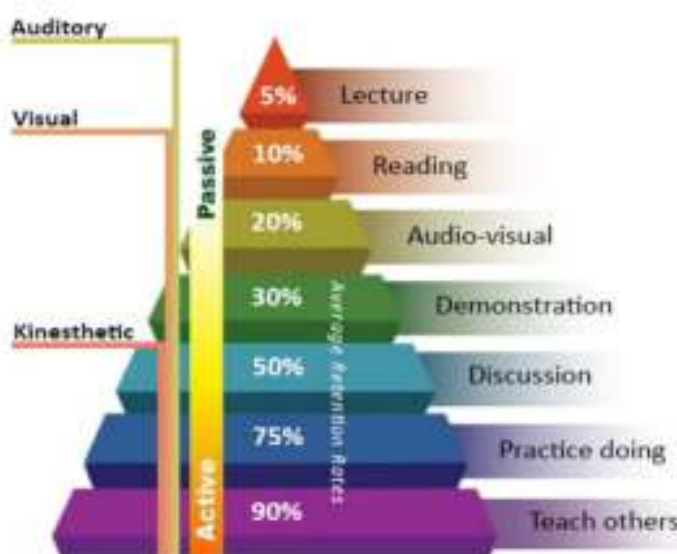 Auditory
5%
Lecture
Visual
10%
Reading
Passive
20%
Audio-visual
30%
Demonstration
Average Retention Rates
Kinesthetic
50%
Discussion
75%
Practice doing
Active
90%
Teach others